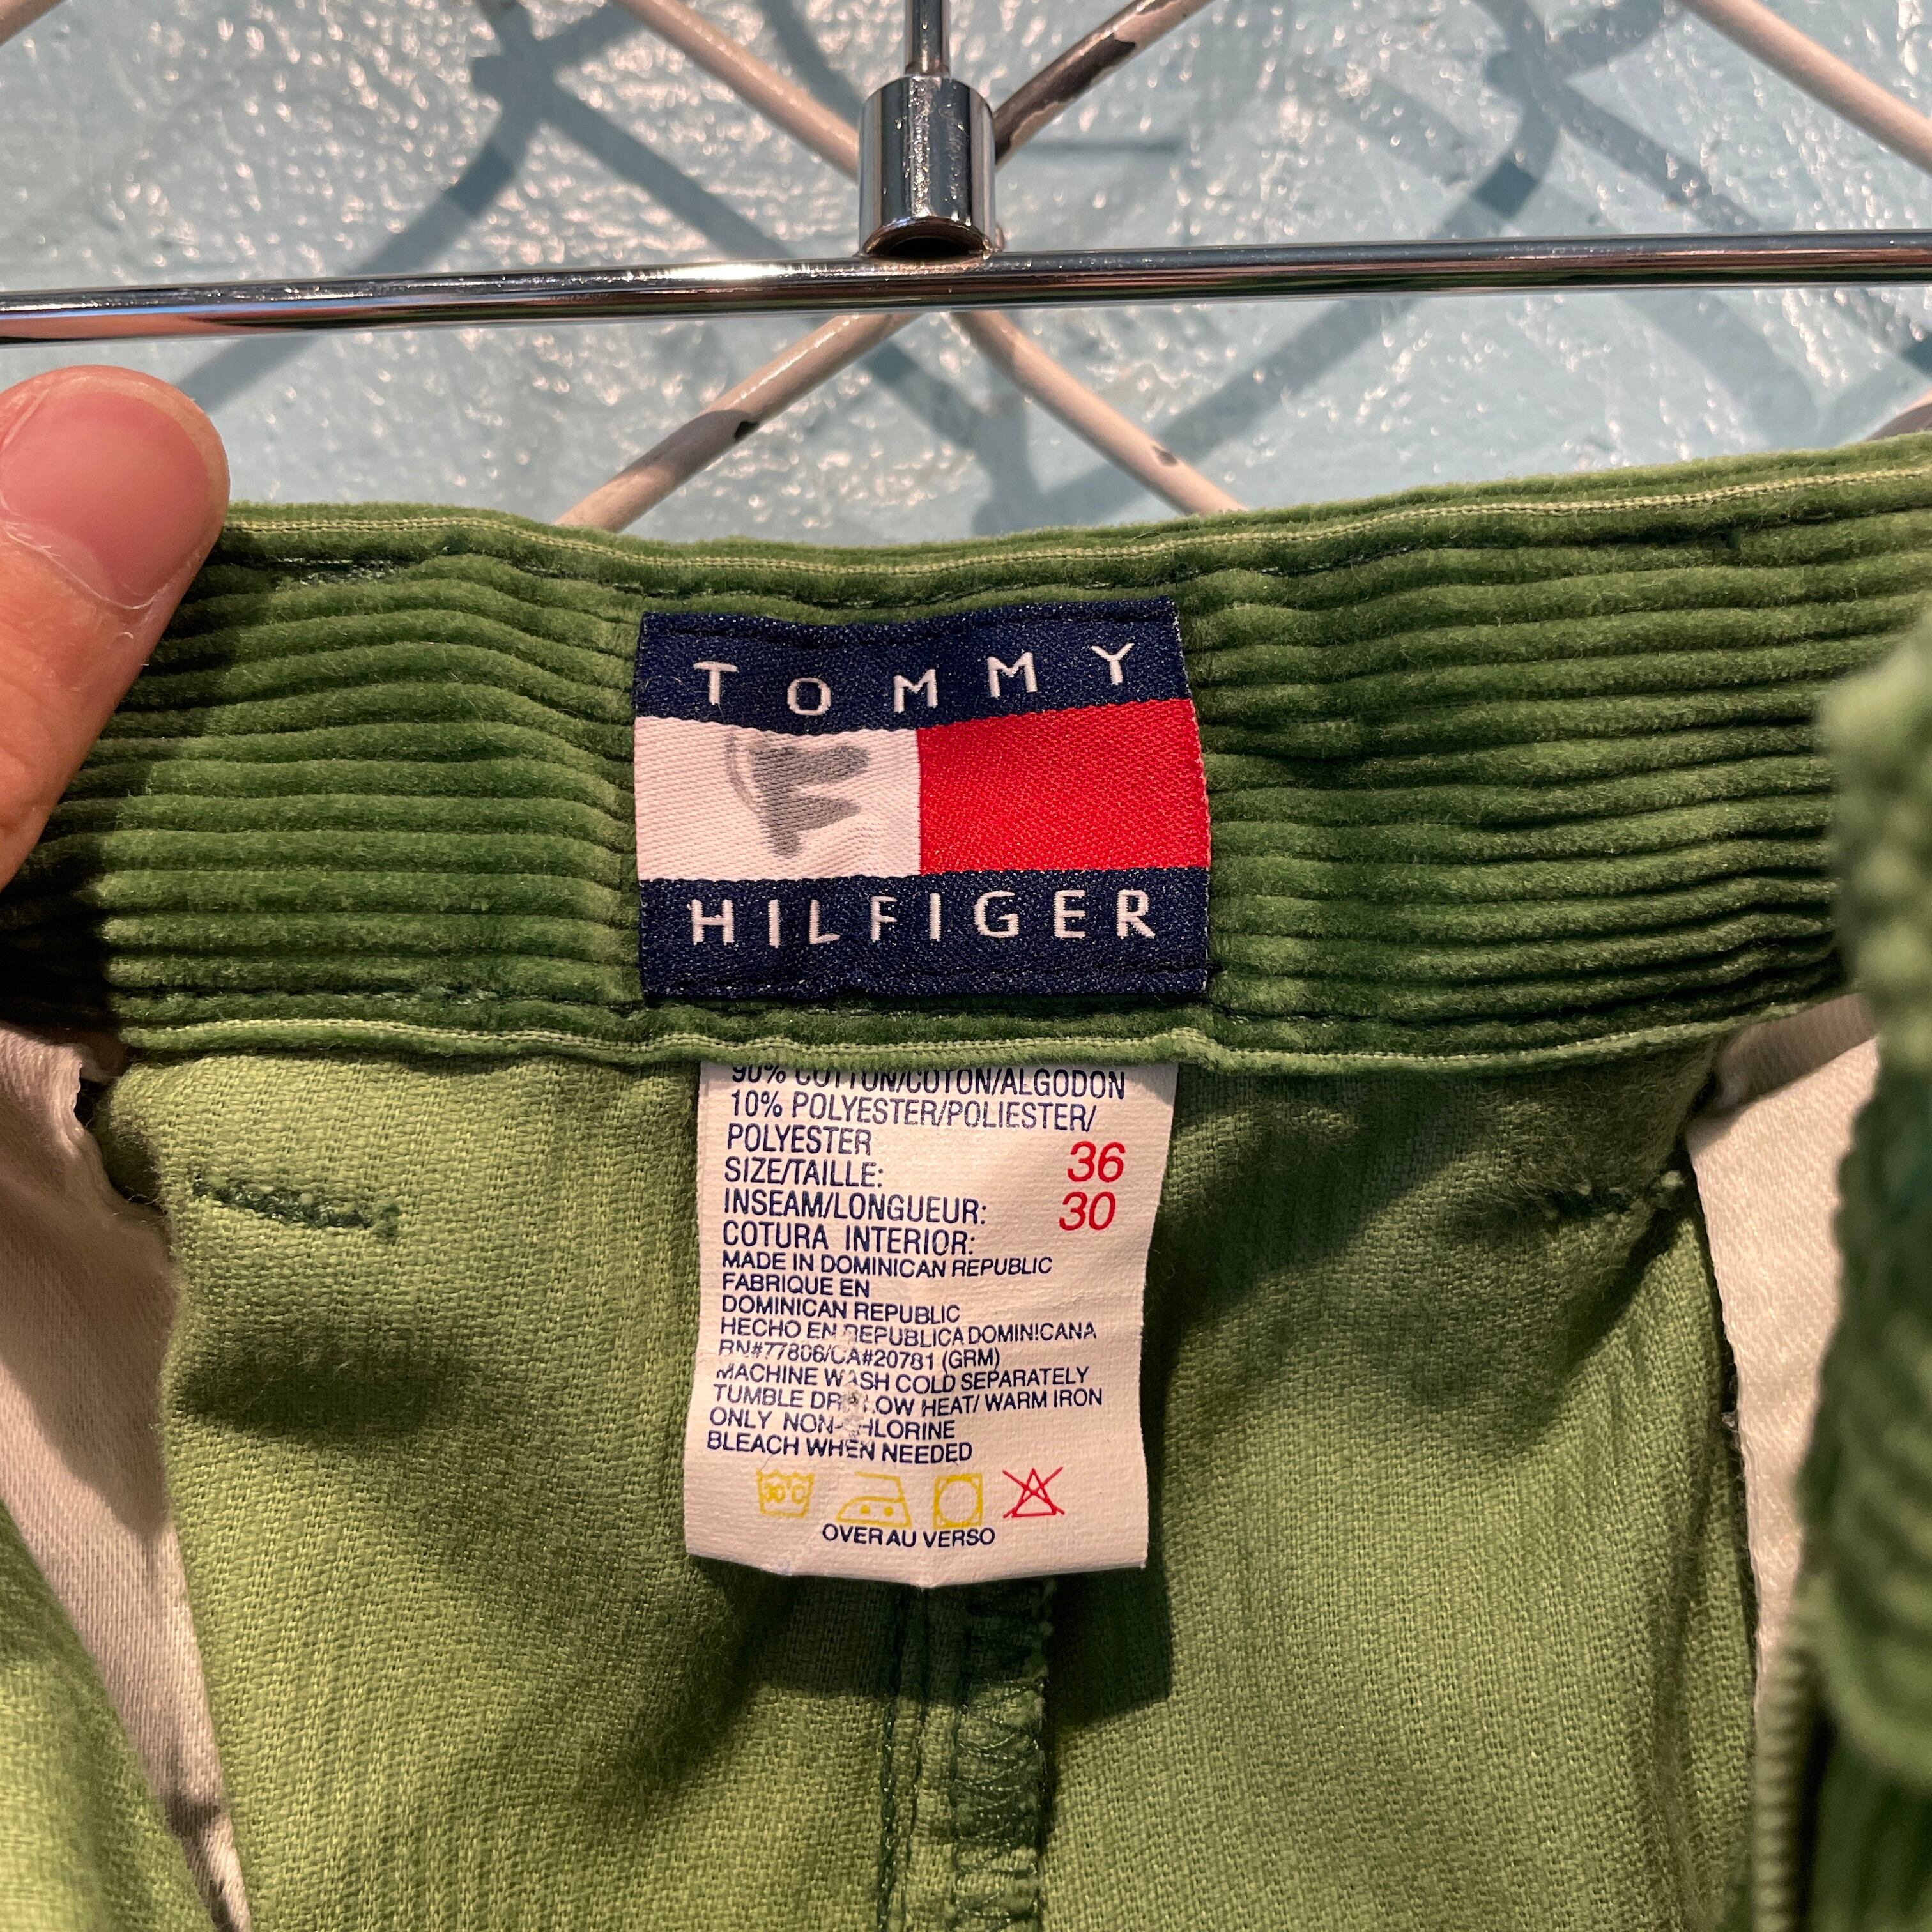 TOMMY
HILFIGER
90% COTTON/COTON/ALGODON
10% POLYESTER/POLIESTER/
POLYESTER
SIZE/TAILLE: 36
INSEAM/LONGUEUR: 30
COTURA INTERIOR:
MADE IN DOMINICAN REPUBLIC
FABRIQUE EN
DOMINICAN REPUBLIC
HECHO EN REPUBLICA DOMINICANA
RN#77806/CA#20781 (GRM)
MACHINE WASH COLD SEPARATELY
TUMBLE DRY LOW HEAT/ WARM IRON
ONLY NON-CHLORINE
BLEACH WHEN NEEDED
30°C
OVER AU VERSO